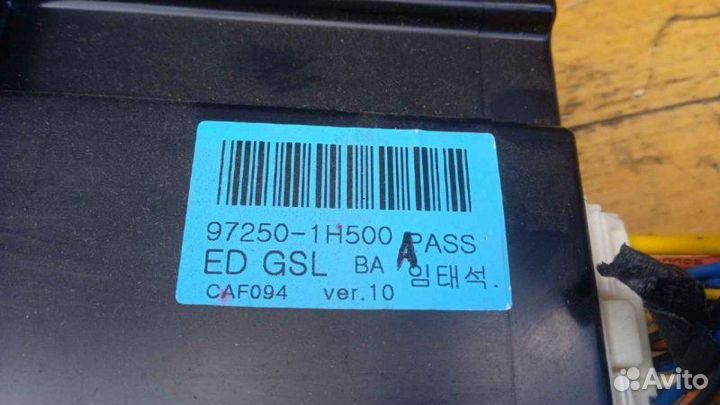 97250-1H500 PASS
ED GSL BA A 임태석.
CAF094 ver.10
Avito